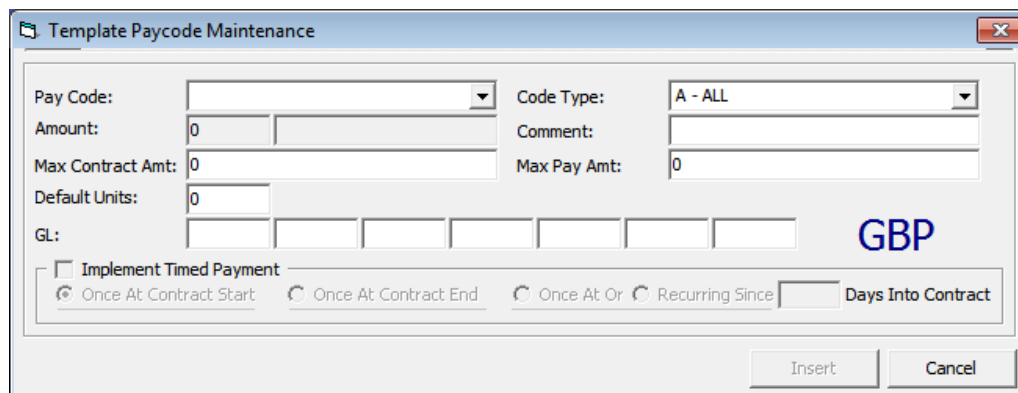 Template Paycode Maintenance
Pay Code: Code Type: A - ALL
Amount: 0 Comment:
Max Contract Amt: 0 Max Pay Amt: 0
Default Units: 0
GL: GBP
Implement Timed Payment
Once At Contract Start Once At Contract End Once At Or Recurring Since Days Into Contract
Insert Cancel